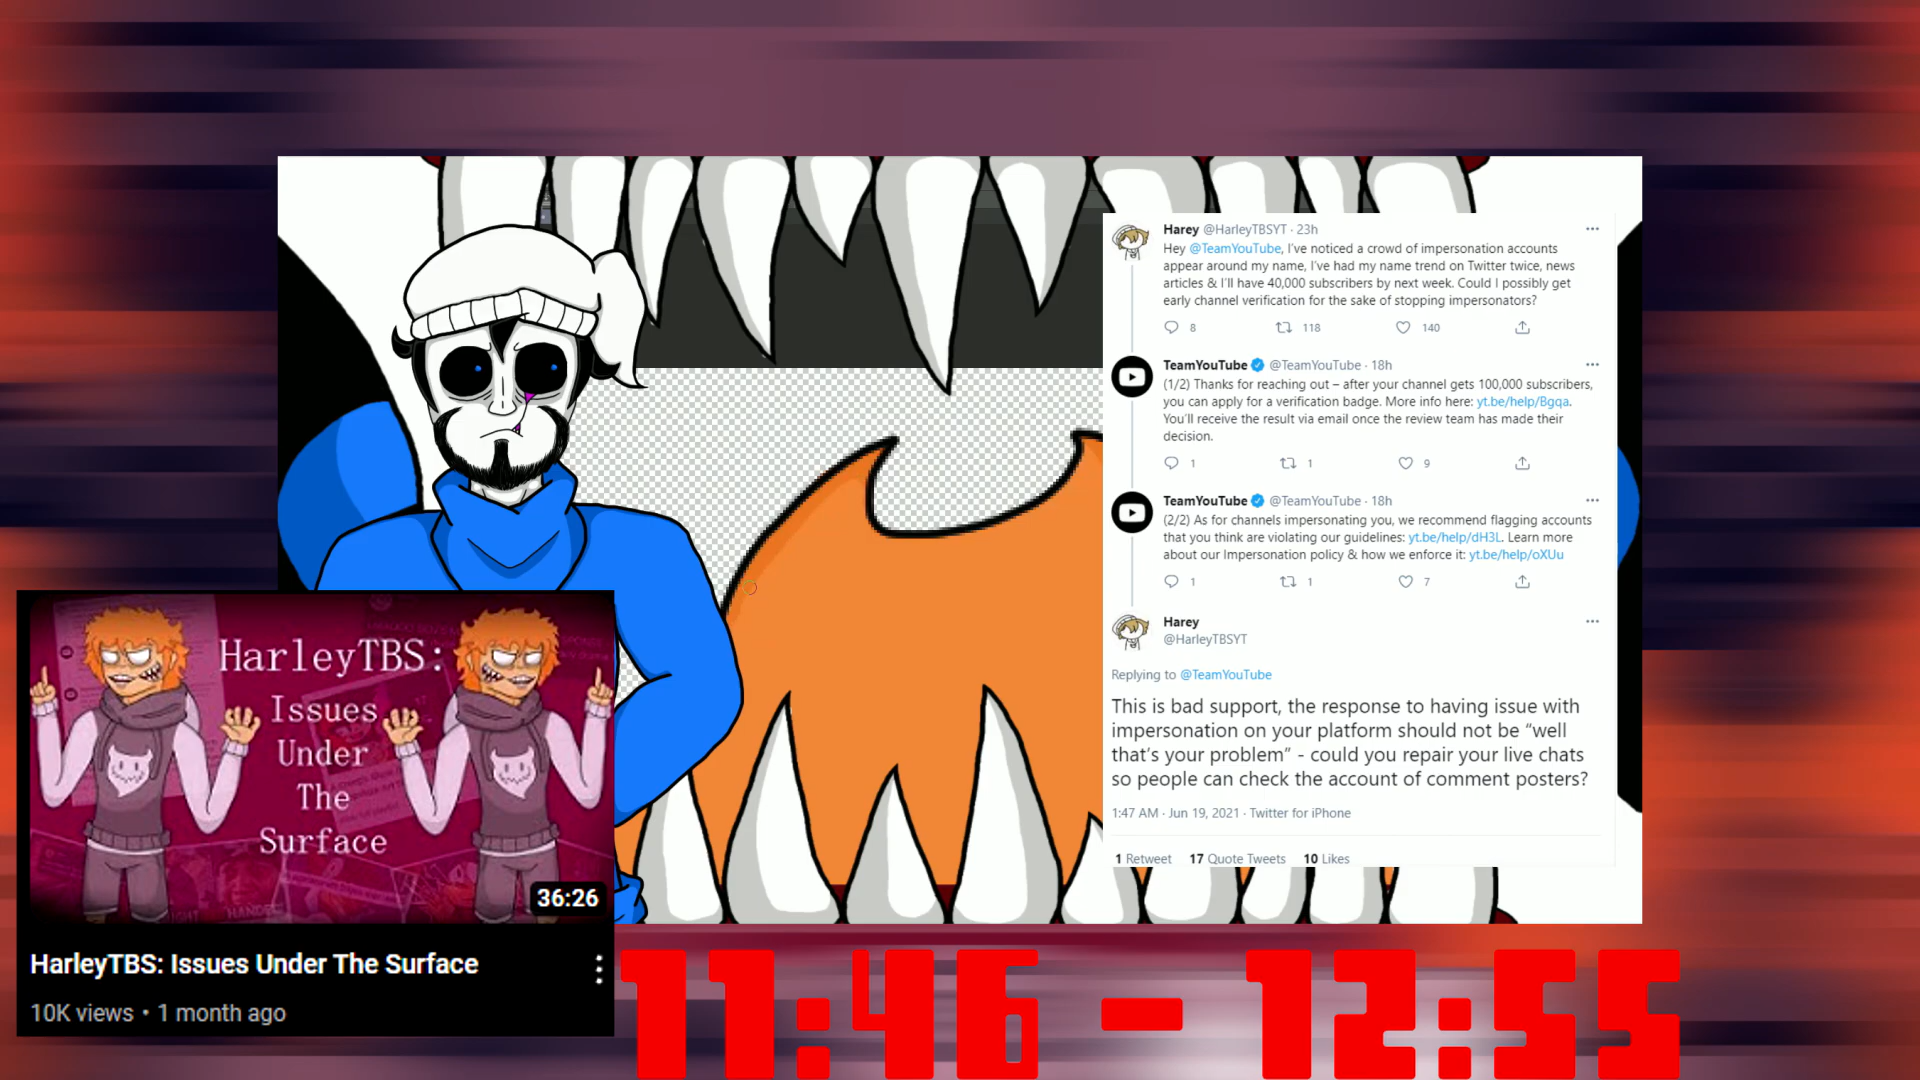 Harey @HarleyTBSYT · 23h
Hey @TeamYouTube, I've noticed a crowd of impersonation accounts
appear around my name, I've had my name trend on Twitter twice, news
articles & I'll have 40,000 subscribers by next week. Could I possibly get
early channel verification for the sake of stopping impersonators?
8 118 140
TeamYouTube @TeamYouTube · 18h
(1/2) Thanks for reaching out – after your channel gets 100,000 subscribers,
you can apply for a verification badge. More info here: yt.be/help/Bgqa.
You'll receive the result via email once the review team has made their
decision.
1 1 9
TeamYouTube @TeamYouTube · 18h
(2/2) As for channels impersonating you, we recommend flagging accounts
that you think are violating our guidelines: yt.be/help/dH3L. Learn more
about our Impersonation policy & how we enforce it: yt.be/help/oXUu
1 1 7
Harey
@HarleyTBSYT
Replying to @TeamYouTube
This is bad support, the response to having issue with
impersonation on your platform should not be “well
that's your problem” - could you repair your live chats
so people can check the account of comment posters?
1:47 AM · Jun 19, 2021 · Twitter for iPhone
1 Retweet 17 Quote Tweets 10 Likes
HarleyTBS:
Issues
Under
The
Surface
36:26
HarleyTBS: Issues Under The Surface
10K views • 1 month ago
11:46 - 12:55